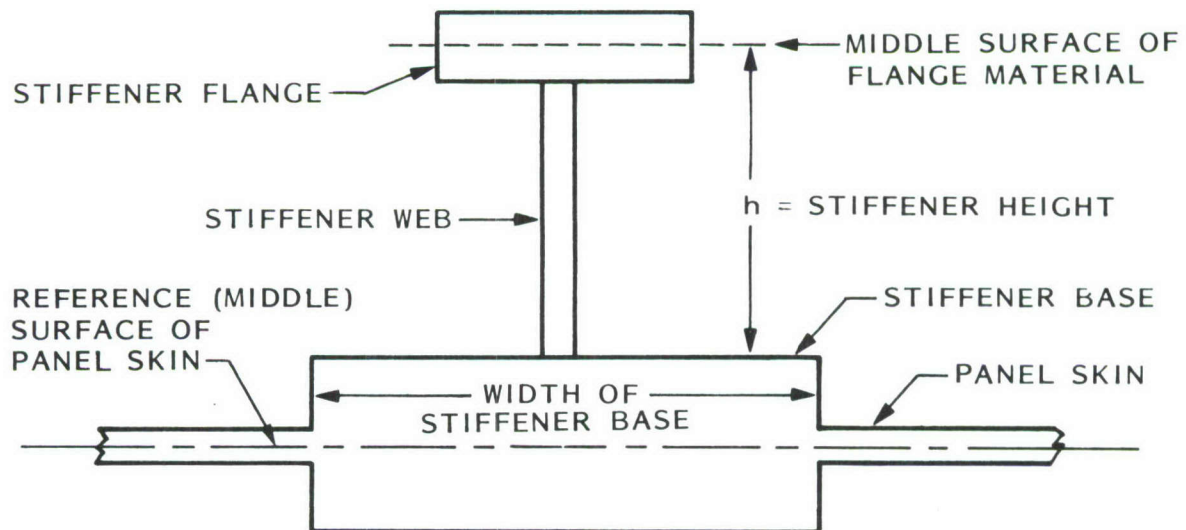 MIDDLE SURFACE OF
FLANGE MATERIAL
STIFFENER FLANGE
STIFFENER WEB
h = STIFFENER HEIGHT
REFERENCE (MIDDLE)
SURFACE OF
PANEL SKIN
STIFFENER BASE
PANEL SKIN
WIDTH OF
STIFFENER BASE